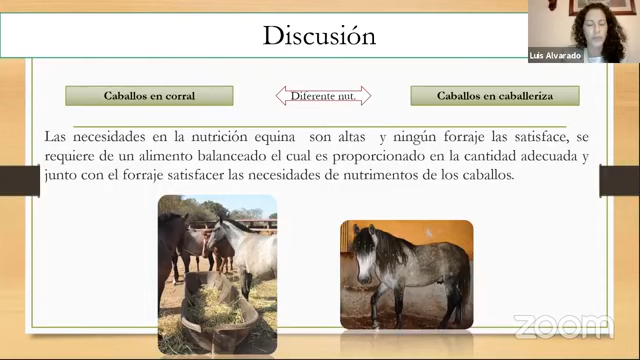 Discusión
Luis Alvarado
Caballos en corral
Diferente nut.
Caballos en caballeriza
Las necesidades en la nutrición equina son altas y ningún forraje las satisface, se
requiere de un alimento balanceado el cual es proporcionado en la cantidad adecuada y
junto con el forraje satisfacer las necesidades de nutrimentos de los caballos.
zoom